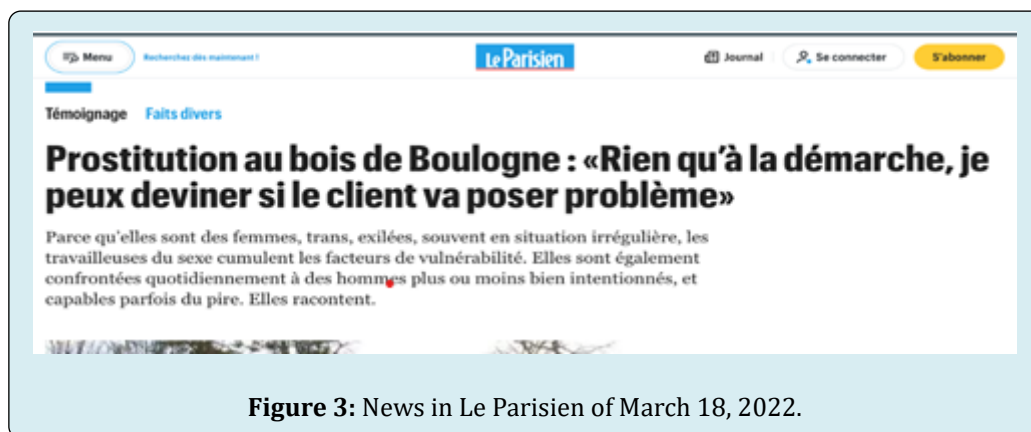 Menu Recherchez dès maintenant ! Le Parisien Journal Se connecter S'abonner
Témoignage Faits divers
Prostitution au bois de Boulogne : «Rien qu'à la démarche, je
peux deviner si le client va poser problème»
Parce qu'elles sont des femmes, trans, exilées, souvent en situation irrégulière, les
travailleuses du sexe cumulent les facteurs de vulnérabilité. Elles sont également
confrontées quotidiennement à des hommes plus ou moins bien intentionnés, et
capables parfois du pire. Elles racontent.
Figure 3: News in Le Parisien of March 18, 2022.